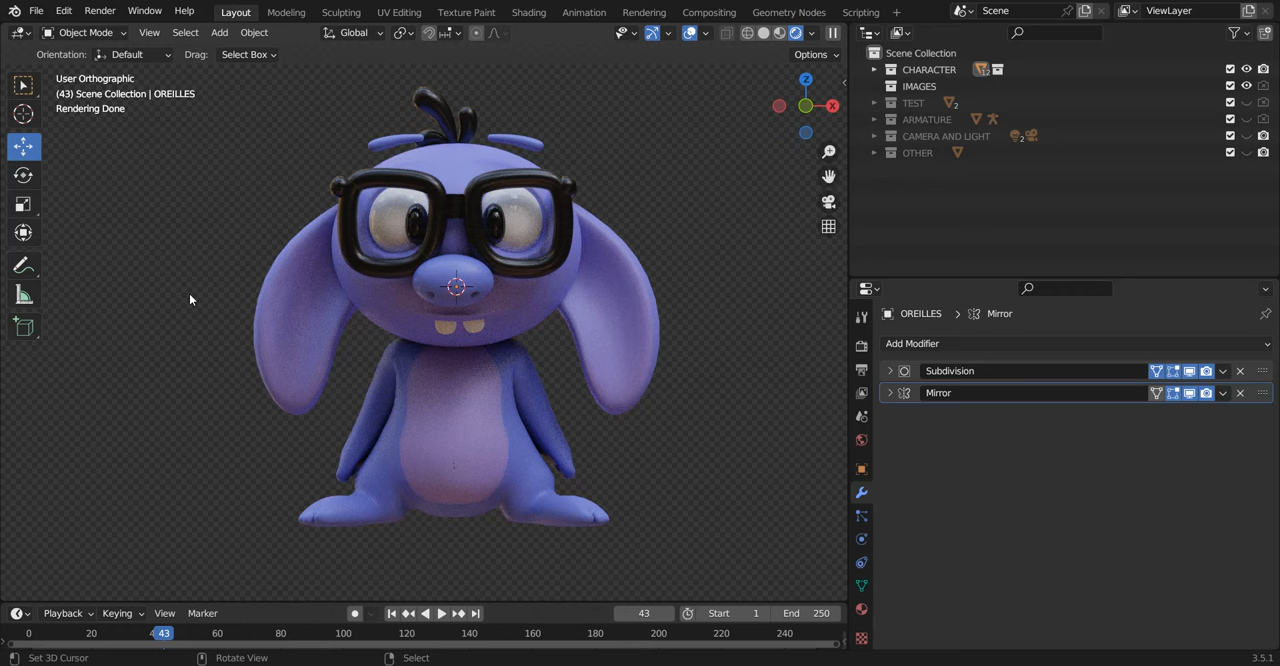 File Edit Render Window Help Layout Modeling Sculpting UV Editing Texture Paint Shading Animation Rendering Compositing Geometry Nodes Scripting + Scene ViewLayer
Object Mode View Select Add Object Global
Orientation: Default Drag: Select Box Options
User Orthographic
(43) Scene Collection | OREILLES
Rendering Done
Z
X
Scene Collection
CHARACTER 12
IMAGES
TEST 2
ARMATURE
CAMERA AND LIGHT 2
OTHER
OREILLES > Mirror
Add Modifier
Subdivision
Mirror
Playback Keying View Marker 43 Start 1 End 250
0 20 4 43 60 80 100 120 140 160 180 200 220 240
Set 3D Cursor Rotate View Select 3.5.1